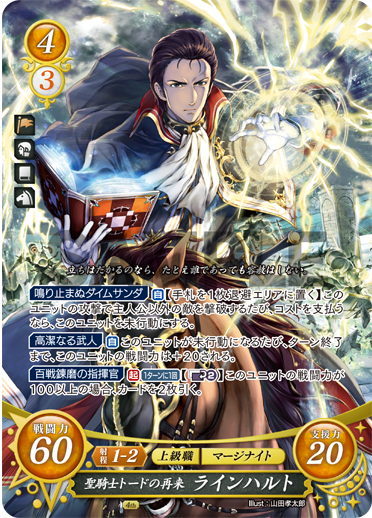 4
3
立ちはだかるのなら、たとえ誰であっても容赦はしない。
鳴り止まぬダイムサンダ 自【手札を1枚退避エリアに置く】この
ユニットの攻撃で主人公以外の敵を撃破するたび、コストを支払う
なら、このユニットを未行動にする。
高潔なる武人 自 このユニットが未行動になるたび、ターン終了
まで、このユニットの戦闘力は+20される。
百戦錬磨の指揮官 起 1ターンに1回 【2】このユニットの戦闘力が
100以上の場合、カードを2枚引く。
戦闘力
60
射程 1-2 上級職 マージナイト
支援力
20
聖騎士トードの再来 ラインハルト
4th
Illust:山田孝太郎